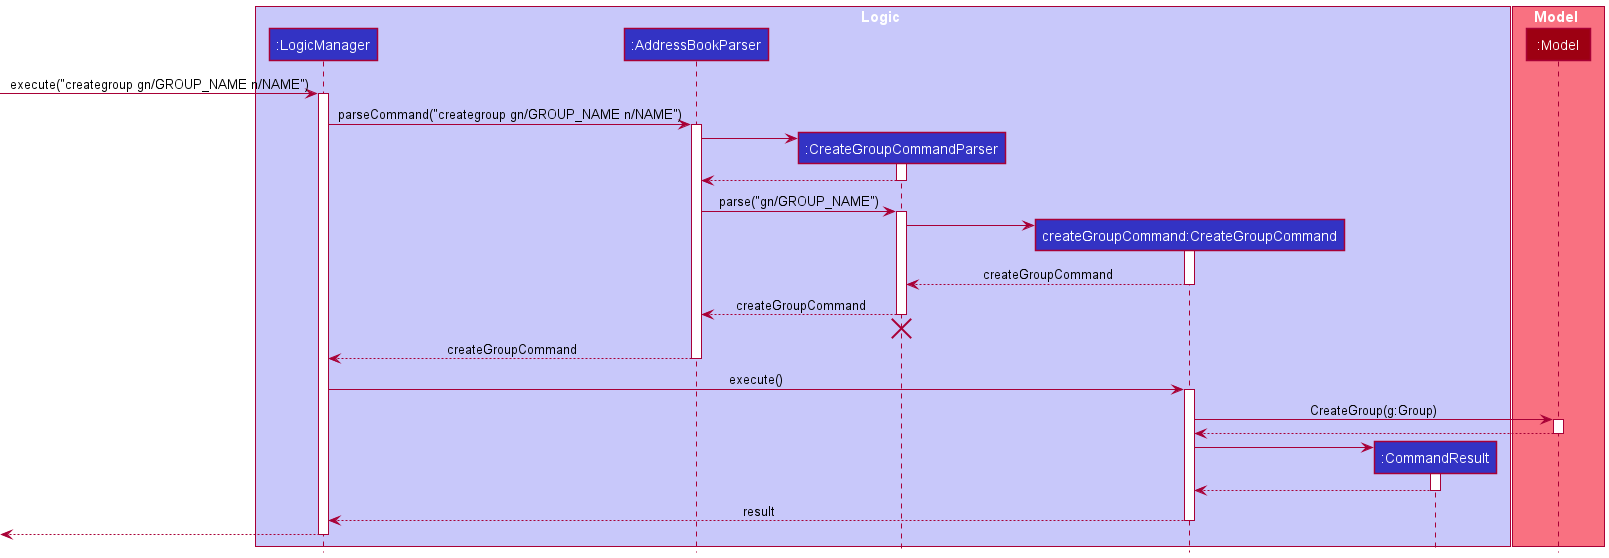 Logic
Model
:LogicManager
:AddressBookParser
:Model
execute("creategroup gn/GROUP_NAME n/NAME")
parseCommand("creategroup gn/GROUP_NAME n/NAME")
:CreateGroupCommandParser
parse("gn/GROUP_NAME")
createGroupCommand:CreateGroupCommand
createGroupCommand
createGroupCommand
createGroupCommand
execute()
CreateGroup(g:Group)
:CommandResult
result